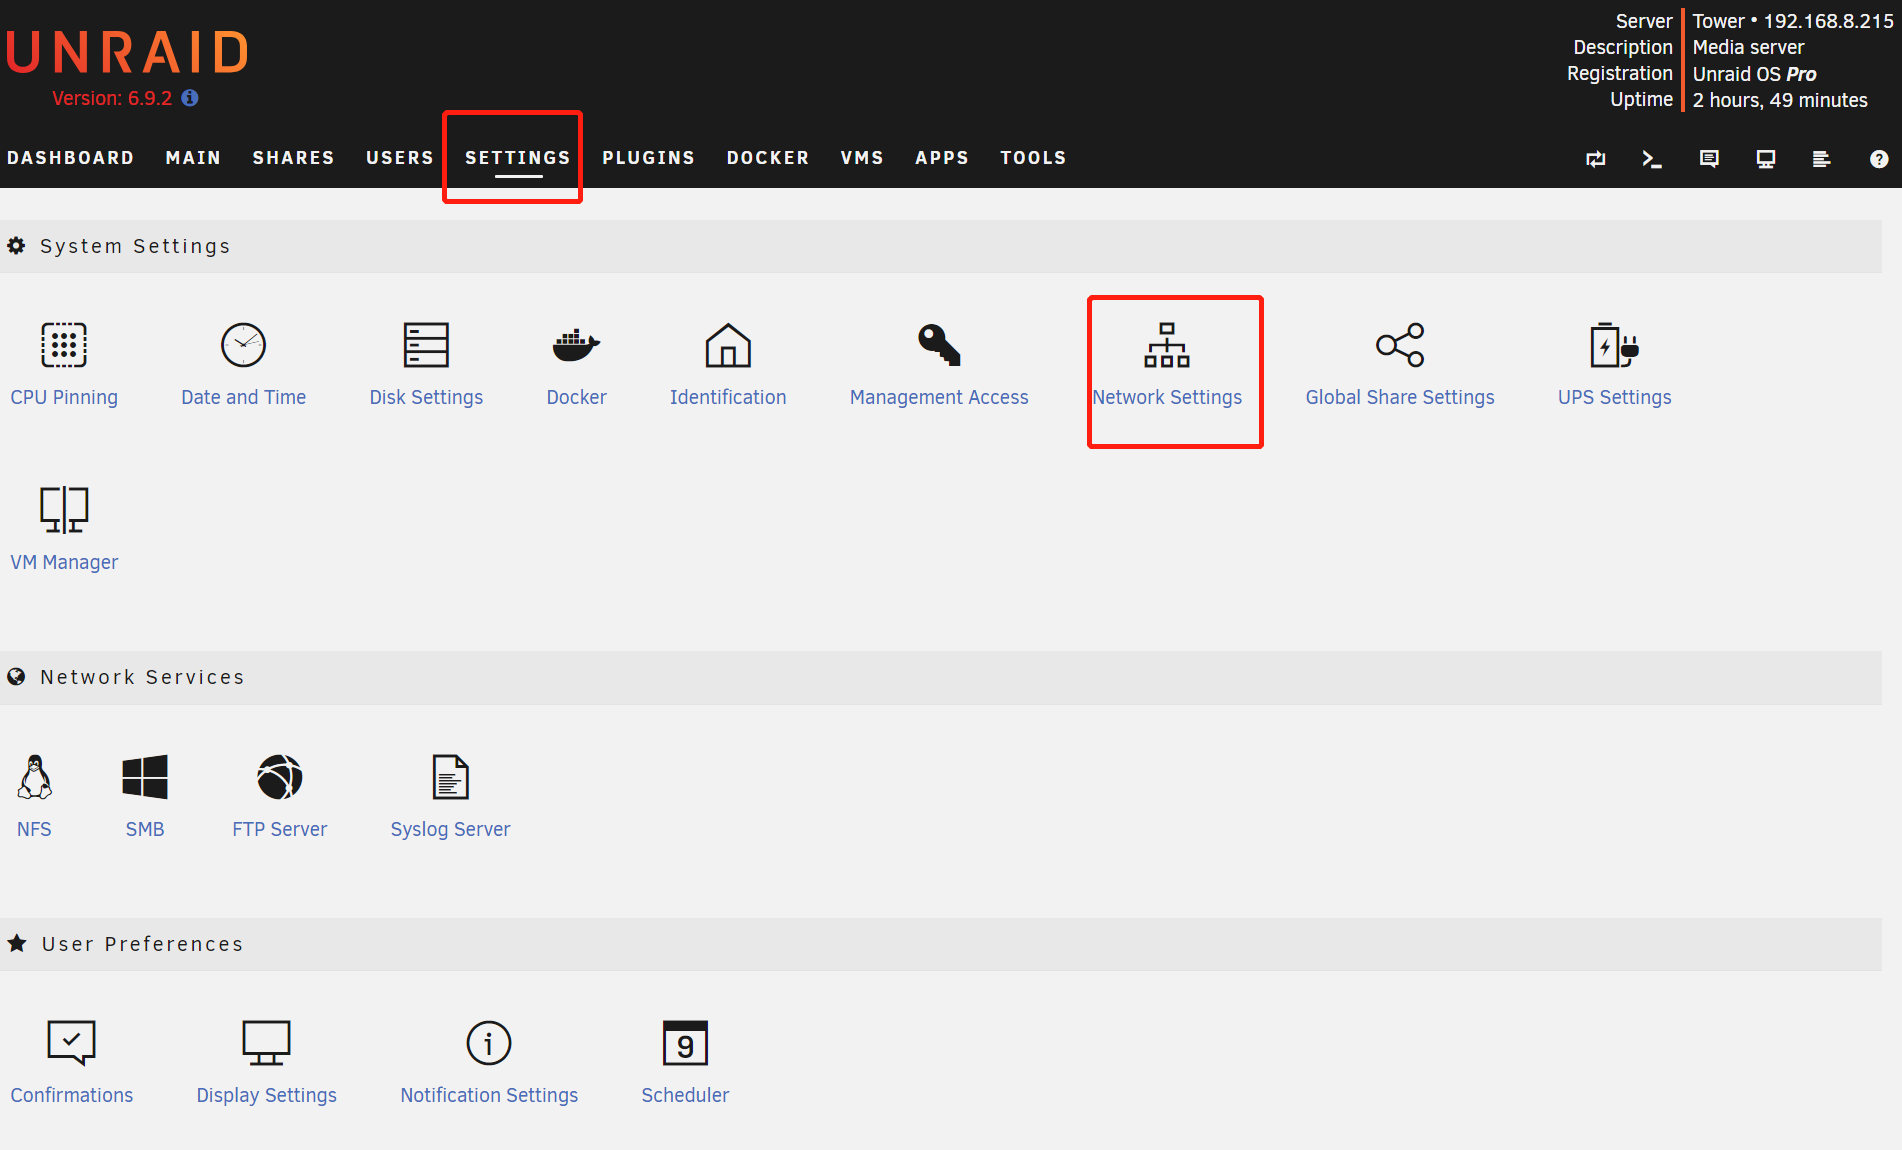 UNRAID
Version: 6.9.2
Server Tower • 192.168.8.215
Description Media server
Registration Unraid OS Pro
Uptime 2 hours, 49 minutes
DASHBOARD MAIN SHARES USERS SETTINGS PLUGINS DOCKER VMS APPS TOOLS
System Settings
CPU Pinning Date and Time Disk Settings Docker Identification Management Access Network Settings Global Share Settings UPS Settings
VM Manager
Network Services
NFS SMB FTP Server Syslog Server
User Preferences
9
Confirmations Display Settings Notification Settings Scheduler